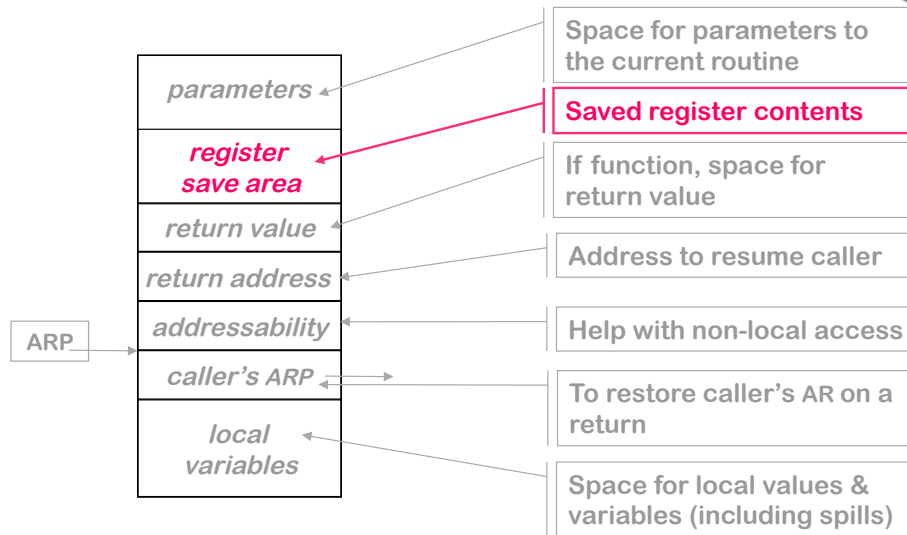 Space for parameters to
the current routine
parameters
Saved register contents
register
save area
If function, space for
return value
return value
Address to resume caller
return address
addressability
Help with non-local access
ARP
caller's ARP
To restore caller's AR on a
return
local
variables
Space for local values &
variables (including spills)